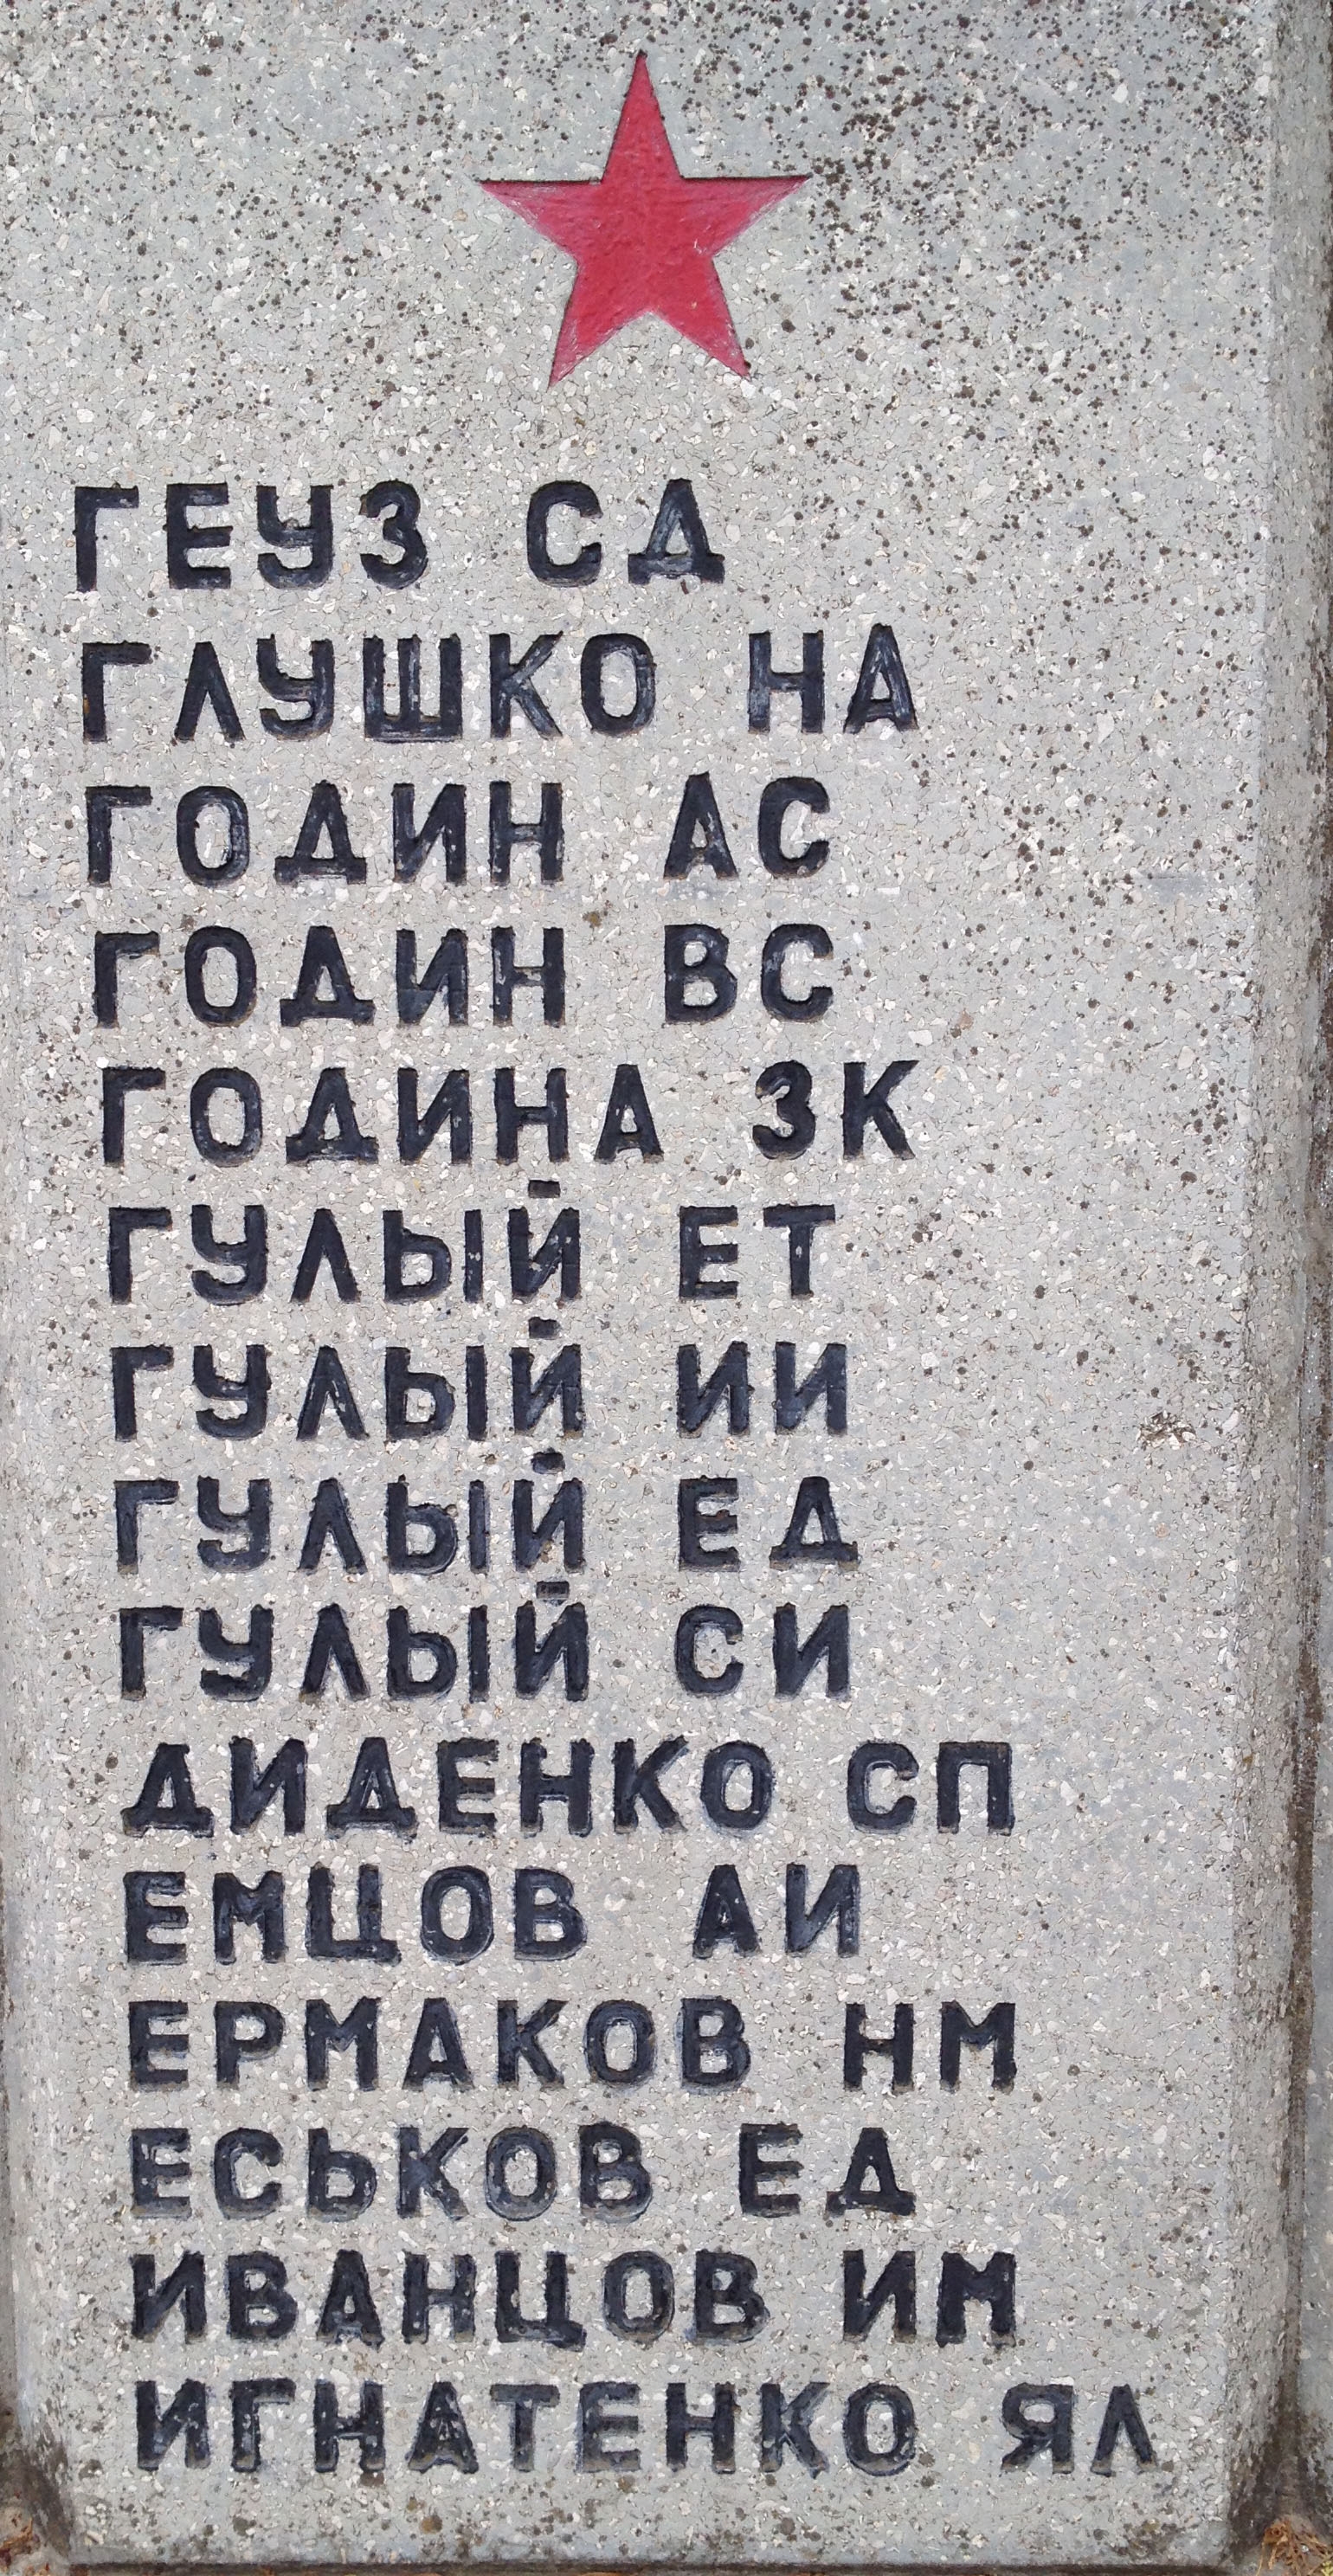 ГЕУЗ СД
ГЛУШКО НА
ГОДИН АС
ГОДИН ВС
ГОДИНА ЗК
ГУЛЫЙ ЕТ
ГУЛЫЙ ИИ
ГУЛЫЙ ЕД
ГУЛЫЙ СИ
ДИДЕНКО СП
ЕМЦОВ АИ
ЕРМАКОВ НМ
ЕСЬКОВ ЕД
ИВАНЦОВ ИМ
ИГНАТЕНКО ЯЛ